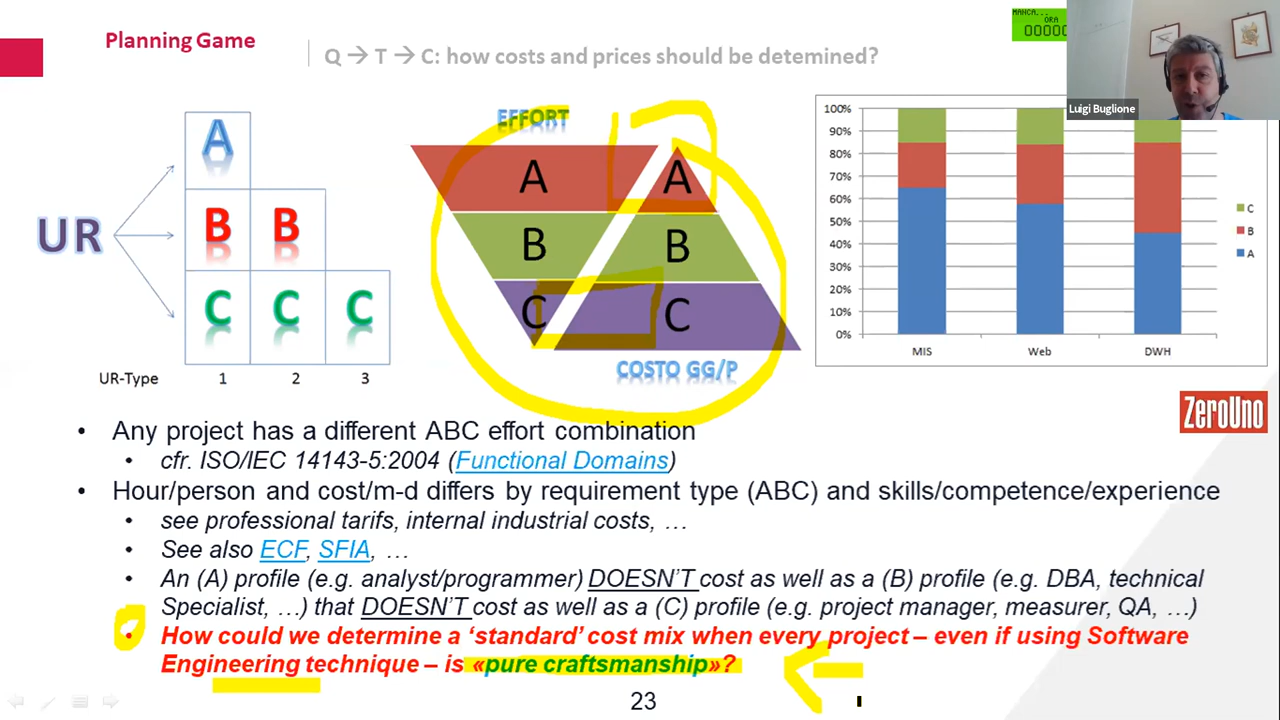 Planning Game
Q → T → C: how costs and prices should be detemined?
MANCA...
ORA
Luigi Buglione
UR
A
B B
C C C
UR-Type 1 2 3
EFFORT
A A
B B
C C
COSTO GG/P
100%
90%
80%
70%
60%
50%
40%
30%
20%
10%
0%
MIS Web DWH
C
B
A
ZeroUno
• Any project has a different ABC effort combination
• cfr. ISO/IEC 14143-5:2004 (Functional Domains)
• Hour/person and cost/m-d differs by requirement type (ABC) and skills/competence/experience
• see professional tarifs, internal industrial costs, …
• See also ECF, SFIA, …
• An (A) profile (e.g. analyst/programmer) DOESN'T cost as well as a (B) profile (e.g. DBA, technical
Specialist, …) that DOESN'T cost as well as a (C) profile (e.g. project manager, measurer, QA, …)
• How could we determine a 'standard' cost mix when every project – even if using Software
Engineering technique – is «pure craftsmanship»?
23